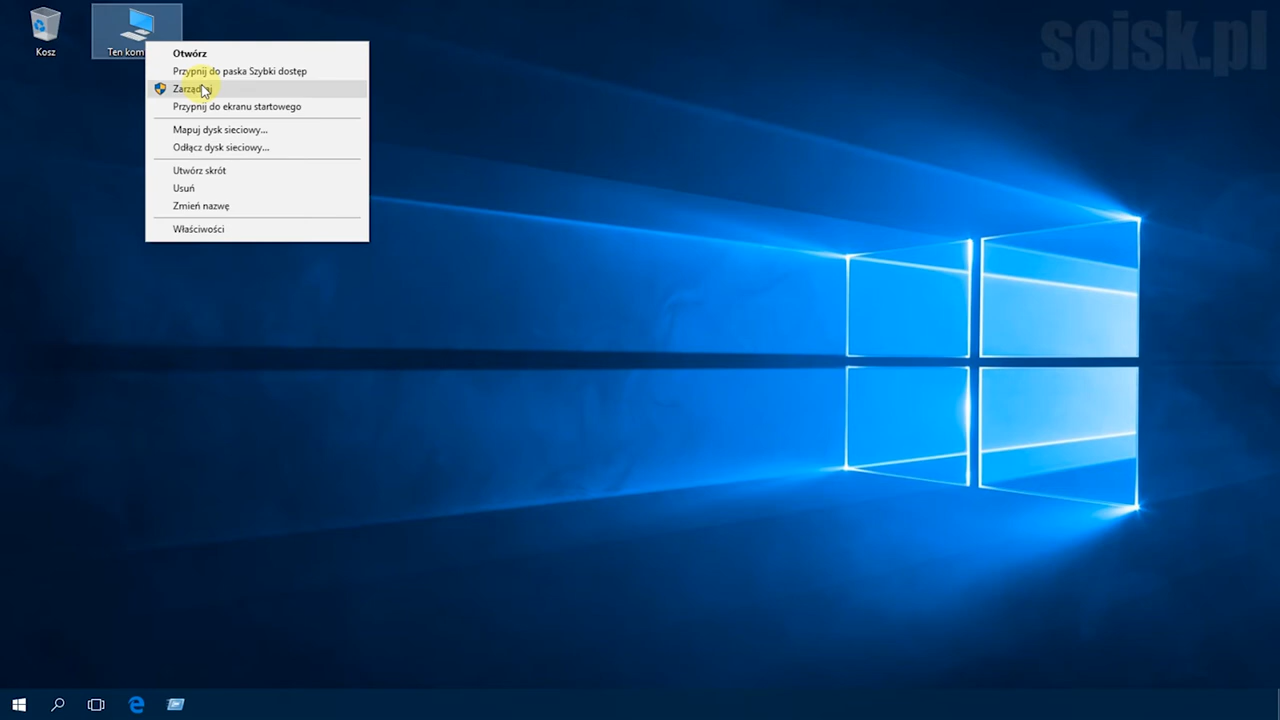 soisk.pl
Kosz
Ten kom
Otwórz
Przypnij do paska Szybki dostęp
Zarządzaj
Przypnij do ekranu startowego
Mapuj dysk sieciowy...
Odłącz dysk sieciowy...
Utwórz skrót
Usuń
Zmień nazwę
Właściwości